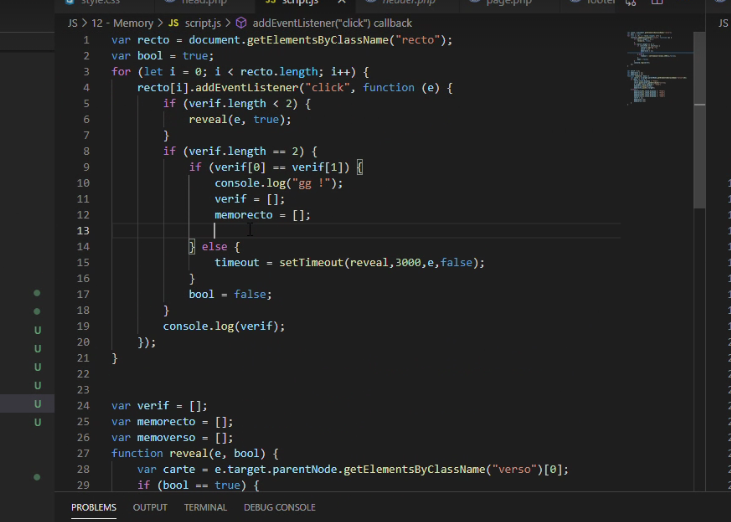 style.css head.php JS script.js header.php page.php footer
JS > 12 - Memory > JS script.js > addEventListener("click") callback
1 var recto = document.getElementsByClassName("recto");
2 var bool = true;
3 for (let i = 0; i < recto.length; i++) {
4 recto[i].addEventListener("click", function (e) {
5 if (verif.length < 2) {
6 reveal(e, true);
7 }
8 if (verif.length == 2) {
9 if (verif[0] == verif[1]) {
10 console.log("gg !");
11 verif = [];
12 memorecto = [];
13
14 } else {
15 timeout = setTimeout(reveal,3000,e,false);
16 }
17 bool = false;
18 }
19 console.log(verif);
20 });
21 }
22
23
24 var verif = [];
25 var memorecto = [];
26 var memoverso = [];
27 function reveal(e, bool) {
28 var carte = e.target.parentNode.getElementsByClassName("verso")[0];
29 if (bool == true) {
U
U
U
U
U
U
JS
PROBLEMS OUTPUT TERMINAL DEBUG CONSOLE